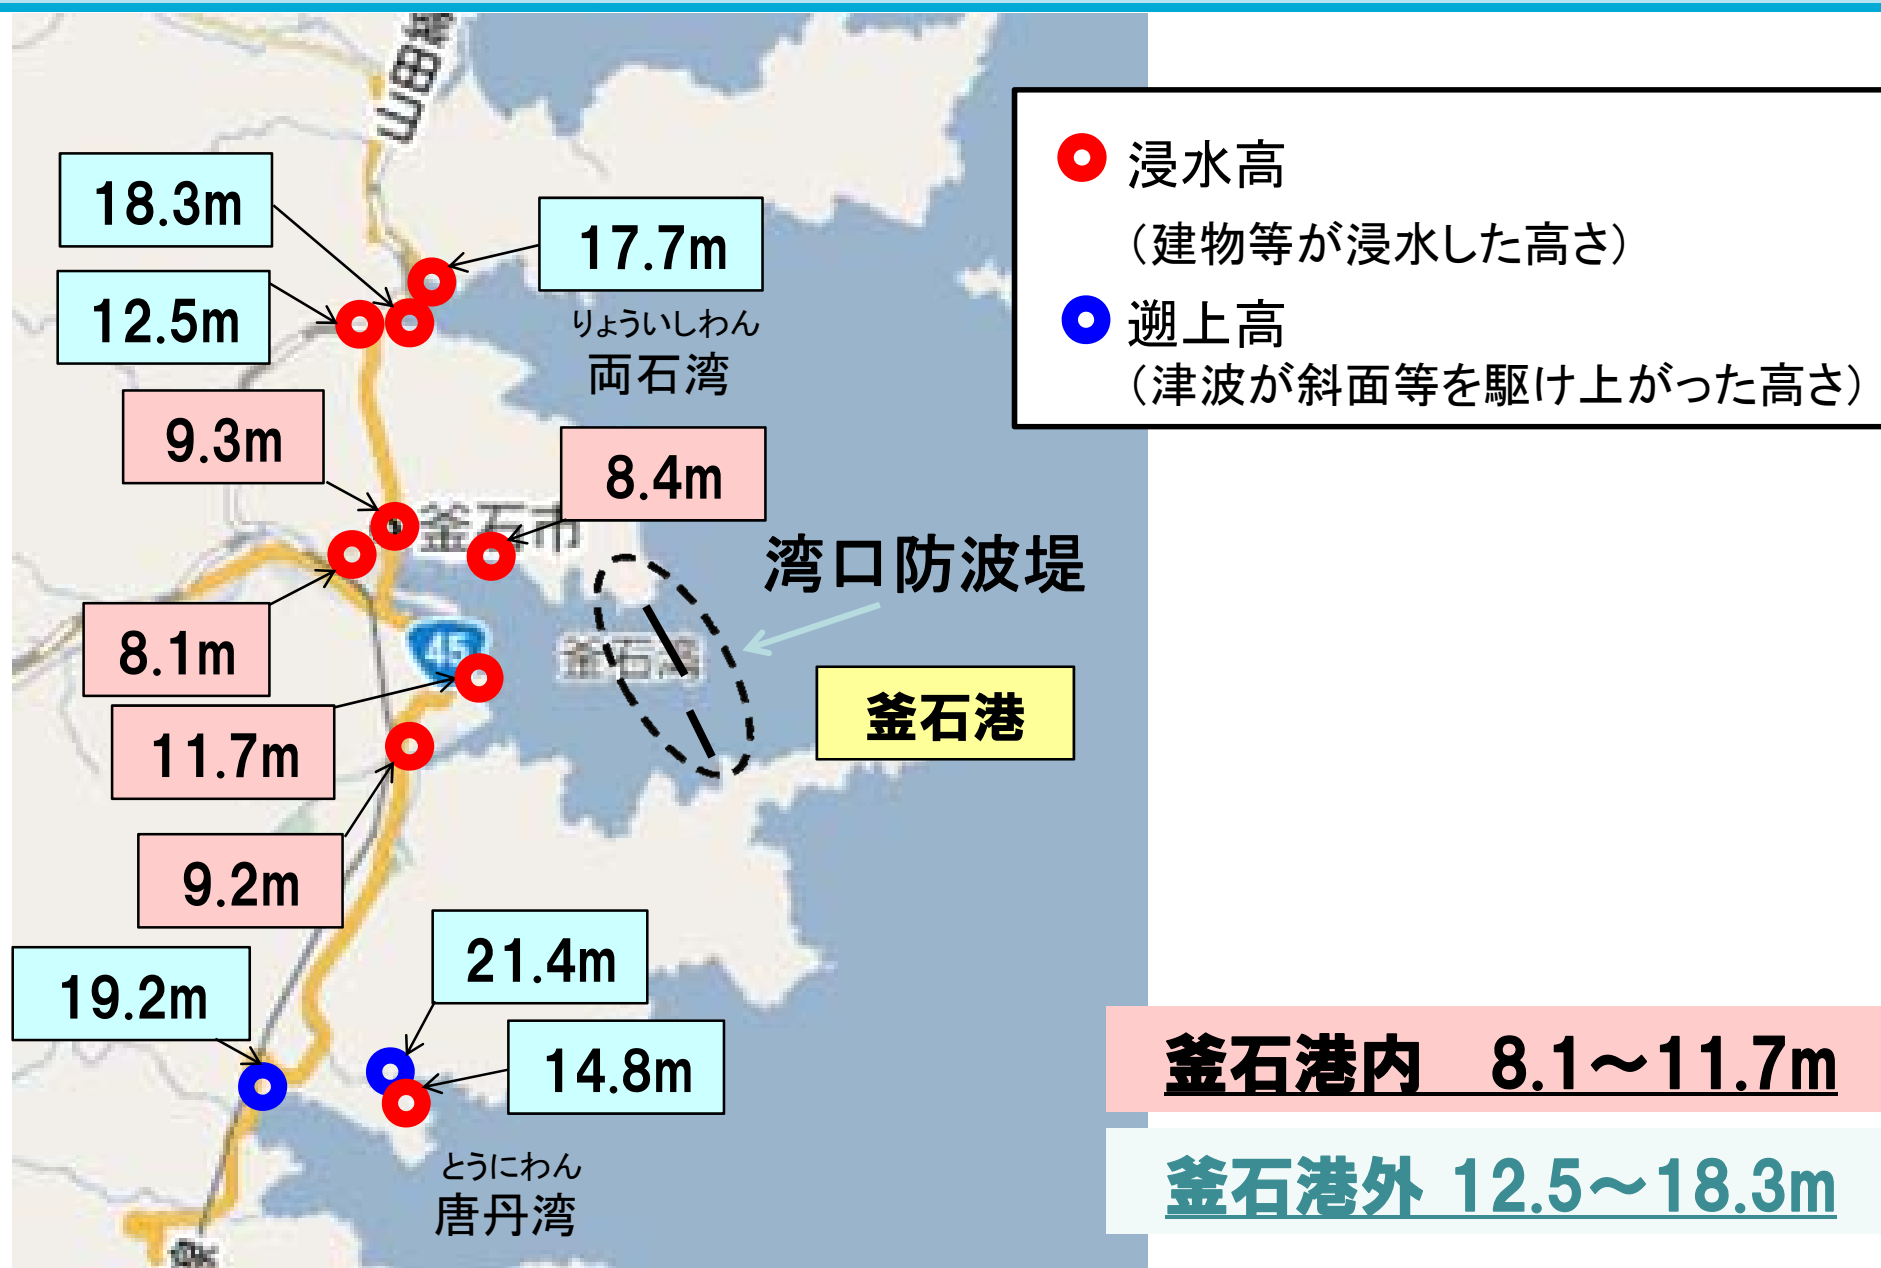 山田線
浸水高
（建物等が浸水した高さ）
遡上高
（津波が斜面等を駆け上がった高さ）
18.3m
17.7m
12.5m
りょういしわん
両石湾
9.3m
8.4m
釜石市
湾口防波堤
8.1m
45
釜石湾
釜石港
11.7m
9.2m
21.4m
19.2m
14.8m
とうにわん
唐丹湾
釜石港内　8.1～11.7m
釜石港外 12.5～18.3m